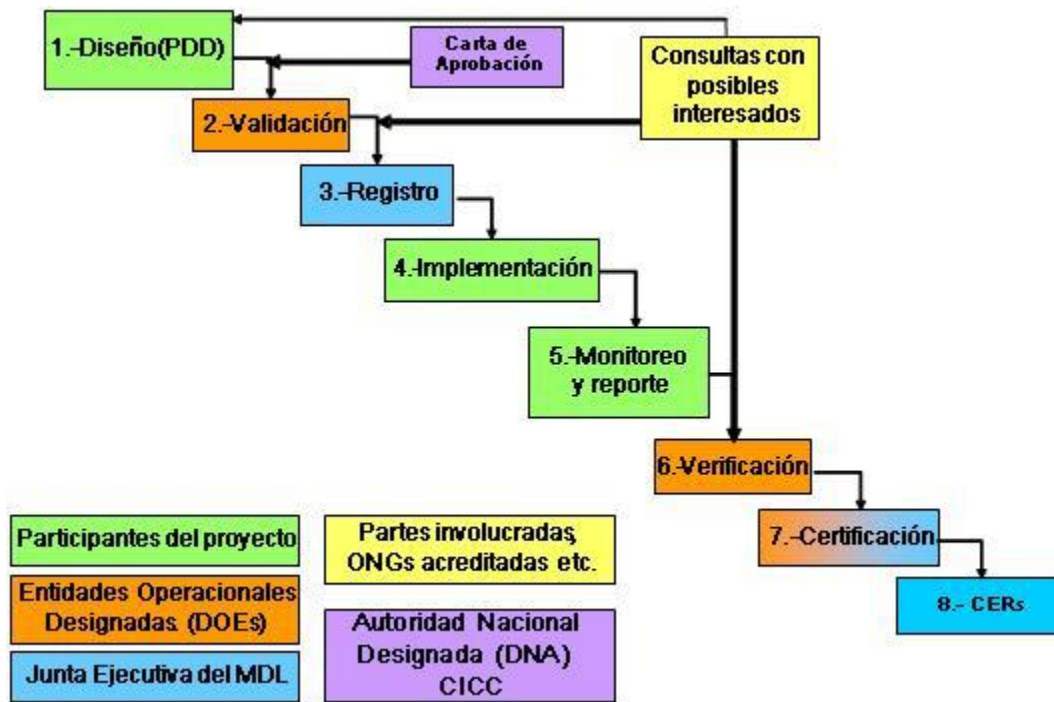 1.-Diseño(PDD)
Carta de
Aprobación
Consultas con
posibles
interesados
2.-Validación
3.-Registro
4.-Implementación
5.-Monitoreo
y reporte
6.-Verificación
7.-Certificación
8.- CERs
Participantes del proyecto
Entidades Operacionales
Designadas. (DOEs)
Junta Ejecutiva del MDL
Partes involucradas,
ONGs acreditadas etc.
Autoridad Nacional
Designada (DNA)
CICC